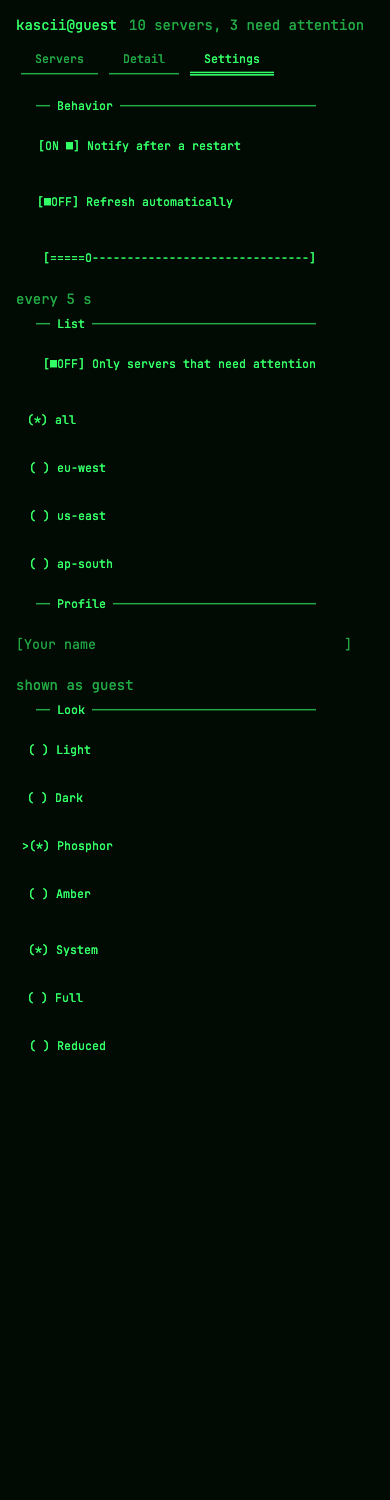 kascii@guest 10 servers, 3 need attention
Servers Detail Settings
Behavior
[ON ■] Notify after a restart
[■OFF] Refresh automatically
[=====O-------------------------------]
every 5 s
List
[■OFF] Only servers that need attention
(*) all
( ) eu-west
( ) us-east
( ) ap-south
Profile
[Your name ]
shown as guest
Look
( ) Light
( ) Dark
>(*) Phosphor
( ) Amber
(*) System
( ) Full
( ) Reduced